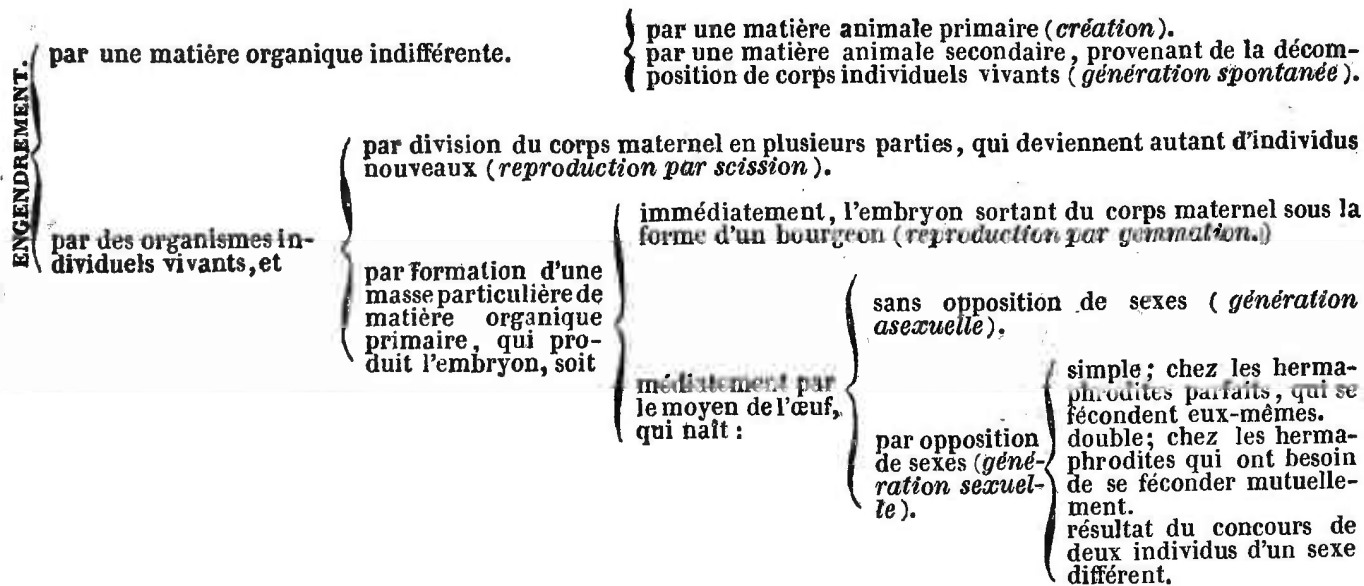 ENGENDREMENT.
par une matière organique indifférente.
par une matière animale primaire (création).
par une matière animale secondaire, provenant de la décom-
position de corps individuels vivants (génération spontanée).
par des organismes in-
dividuels vivants, et
par division du corps maternel en plusieurs parties, qui deviennent autant d'individus
nouveaux (reproduction par scission).
par formation d'une
masse particulière de
matière organique
primaire, qui pro-
duit l'embryon, soit
immédiatement, l'embryon sortant du corps maternel sous la
forme d'un bourgeon (reproduction par gemmation.)
médiatement par
le moyen de l'œuf,
qui naît :
sans opposition de sexes (génération
asexuelle).
par opposition
de sexes (géné-
ration sexuel-
le).
simple; chez les herma-
phrodites parfaits, qui se
fécondent eux-mêmes.
double; chez les herma-
phrodites qui ont besoin
de se féconder mutuelle-
ment.
résultat du concours de
deux individus d'un sexe
différent.